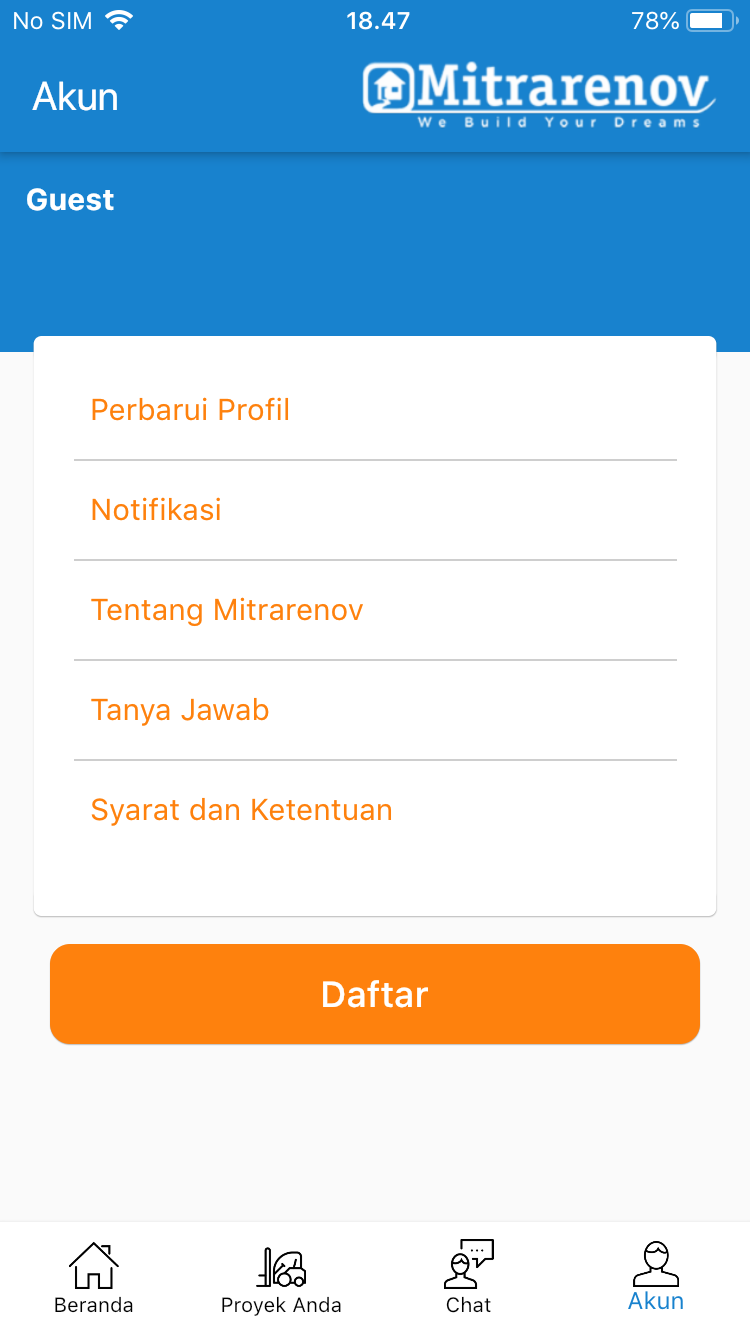 No SIM 18.47 78%
Akun
Mitrarenov
We Build Your Dreams
Guest
Perbarui Profil
Notifikasi
Tentang Mitrarenov
Tanya Jawab
Syarat dan Ketentuan
Daftar
Beranda
Proyek Anda
Chat
Akun